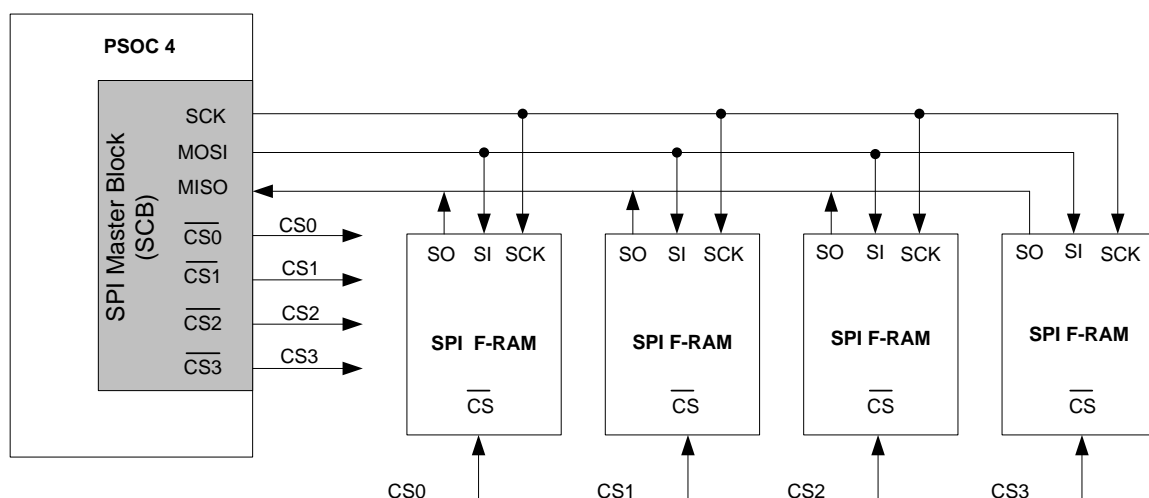 PSOC 4
SPI Master Block
(SCB)
SCK
MOSI
MISO
CS0
CS1
CS2
CS3
CS0
CS1
CS2
CS3
SO SI SCK
SPI F-RAM
CS
CS0
SO SI SCK
SPI F-RAM
CS
CS1
SO SI SCK
SPI F-RAM
CS
CS2
SO SI SCK
SPI F-RAM
CS
CS3